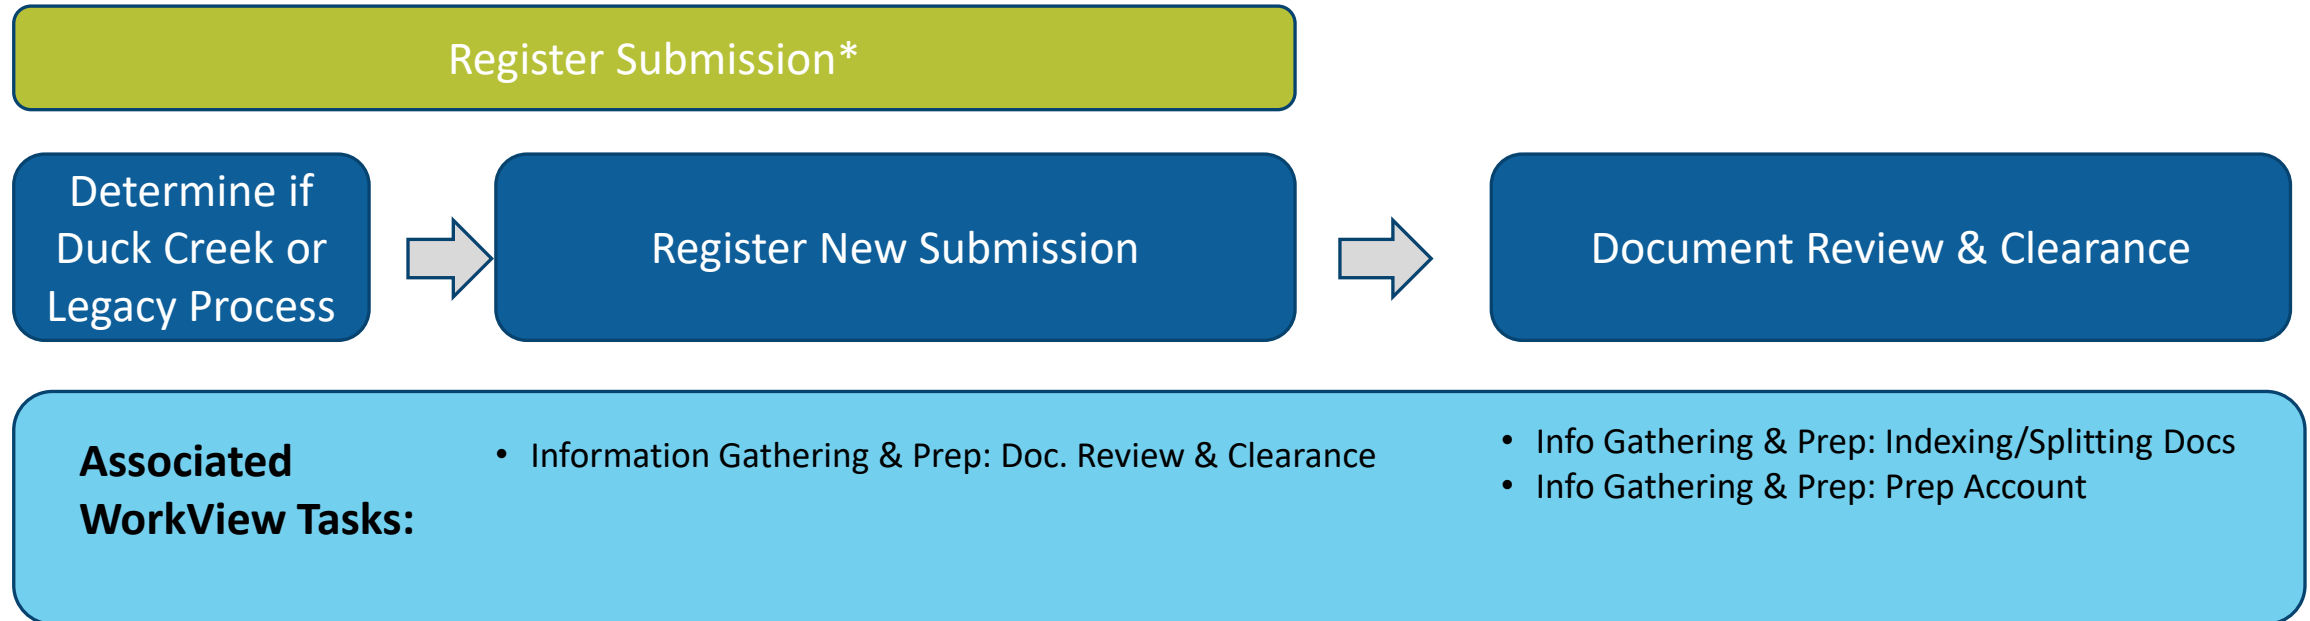 Register Submission*
Determine if
Duck Creek or
Legacy Process
Register New Submission
Document Review & Clearance
Associated
WorkView Tasks:
• Information Gathering & Prep: Doc. Review & Clearance
• Info Gathering & Prep: Indexing/Splitting Docs
• Info Gathering & Prep: Prep Account